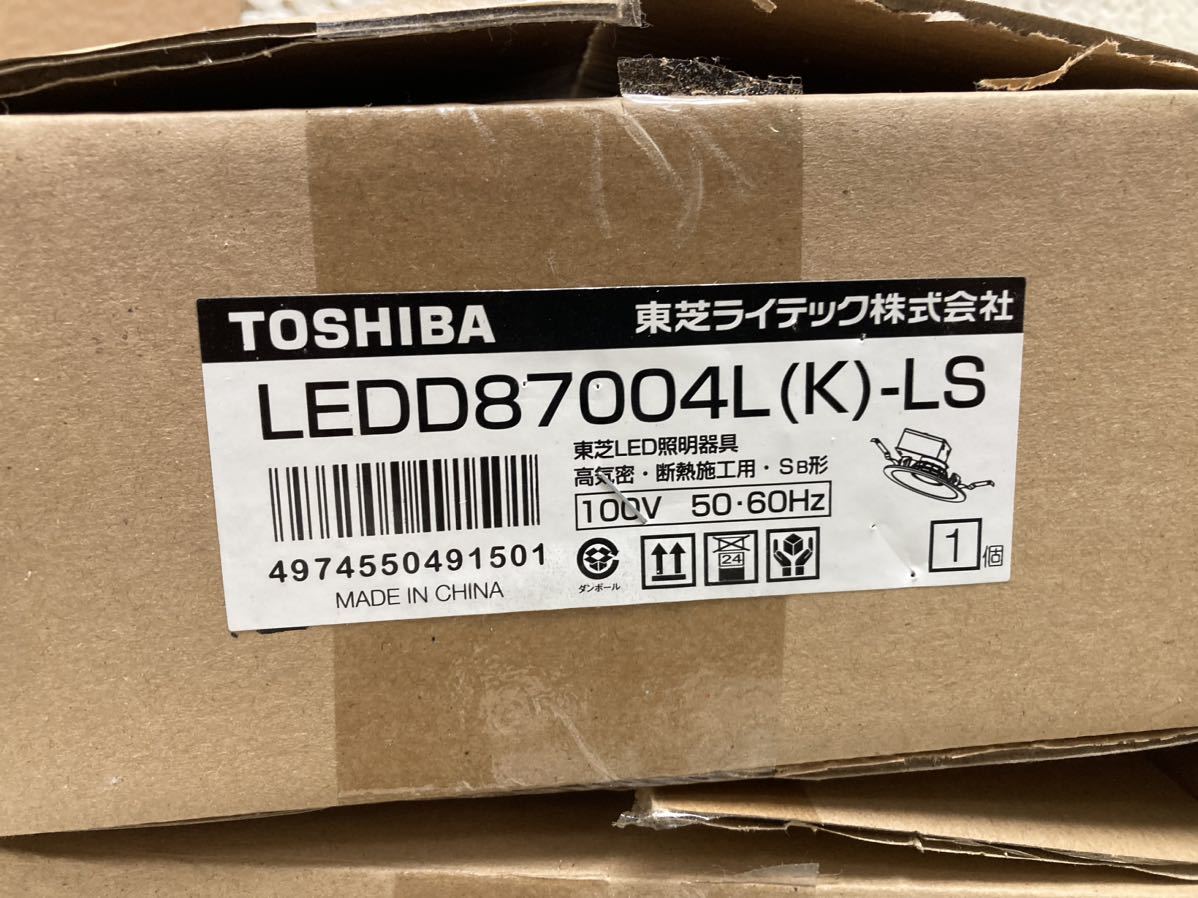 TOSHIBA 東芝ライテック株式会社
LEDD87004L(K)-LS
東芝LED照明器具
高気密・断熱施工用・SB形
100V 50・60Hz
4974550491501
MADE IN CHINA
ダンボール
24
1個